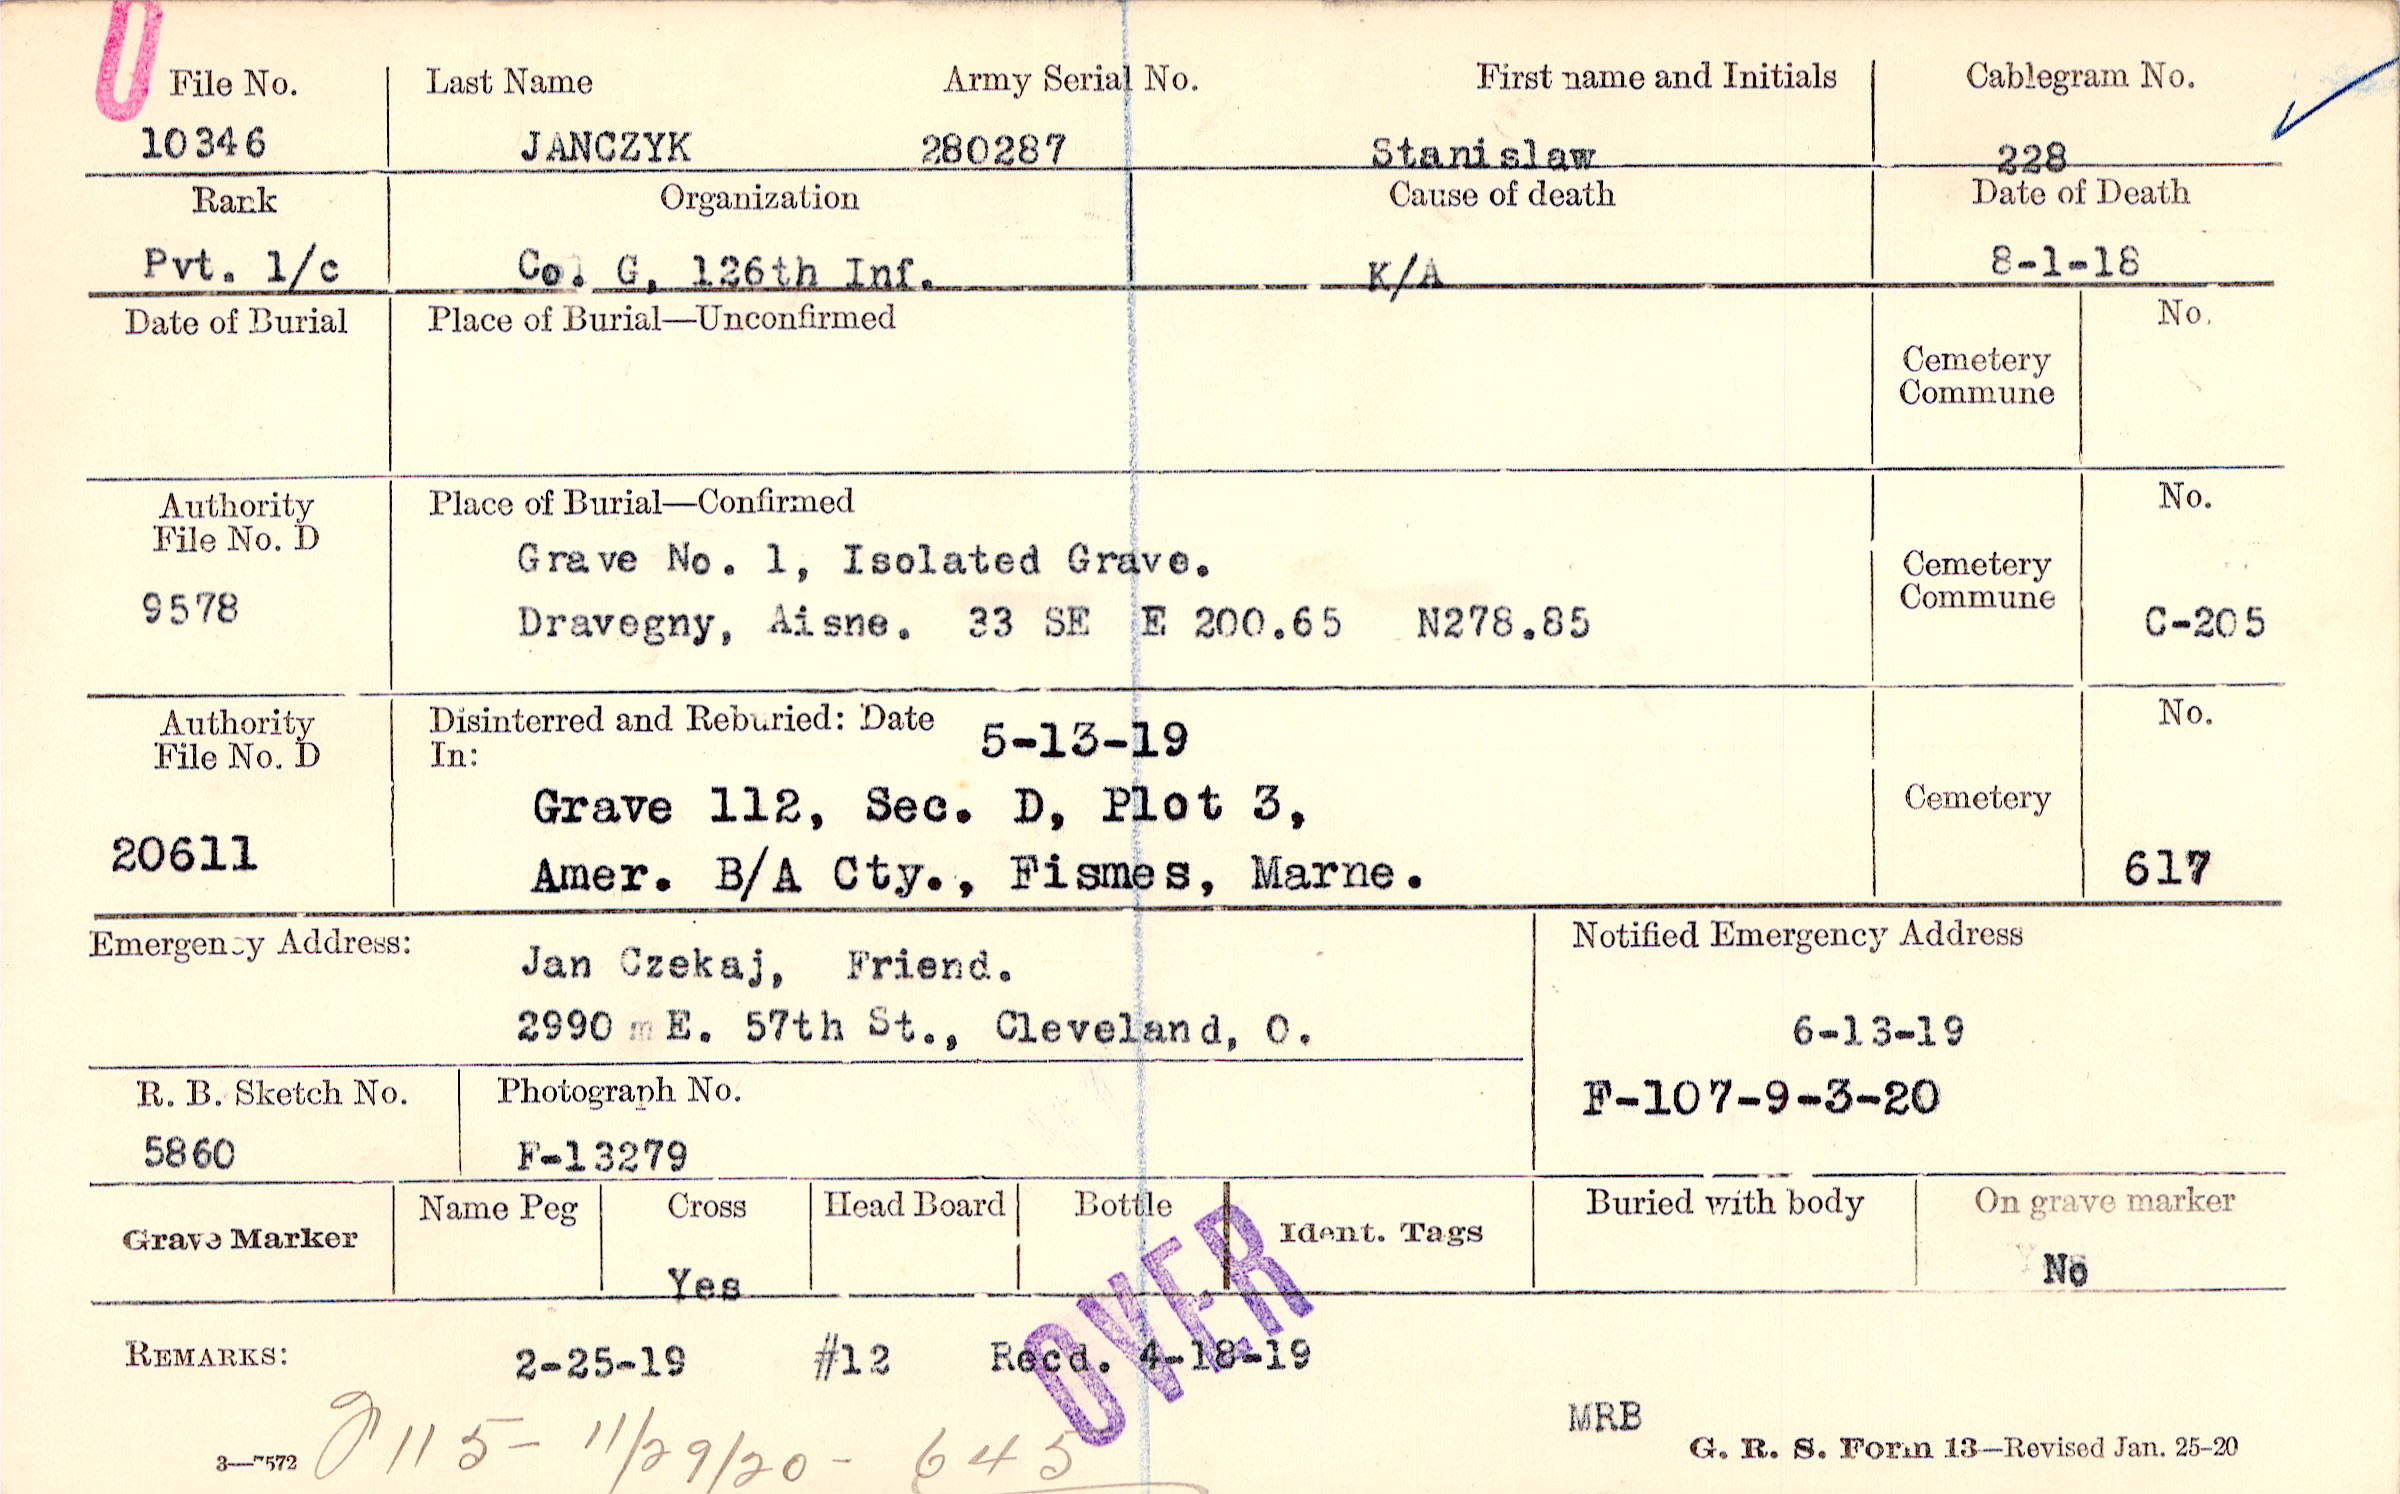 U
File No. Last Name Army Serial No. First name and Initials Cablegram No.
10346 JANCZYK 280287 Stanislaw 228
Rank Organization Cause of death Date of Death
Pvt. 1/c Co. G, 126th Inf. K/A 8-1-18
Date of Burial Place of Burial—Unconfirmed No.
Cemetery
Commune
Authority Place of Burial—Confirmed No.
File No. D
Grave No. 1, Isolated Grave. Cemetery
Commune
9578 Dravegny, Aisne. 33 SE E 200.65 N278.85 C-205
Authority Disinterred and Reburied: Date 5-13-19 No.
File No. D In:
Grave 112, Sec. D, Plot 3, Cemetery
20611 Amer. B/A Cty., Fismes, Marne. 617
Emergency Address: Notified Emergency Address
Jan Czekaj, Friend.
2990 m E. 57th St., Cleveland, O. 6-13-19
R. B. Sketch No. Photograph No. F-107-9-3-20
5860 F-13279
Grave Marker Name Peg Cross Head Board Bottle Ident. Tags Buried with body On grave marker
Yes No
OVER
REMARKS: 2-25-19 #12 Recd. 4-18-19
MRB
3—7572 115- 11/29/20 - 645
G. R. S. Form 13—Revised Jan. 25-20